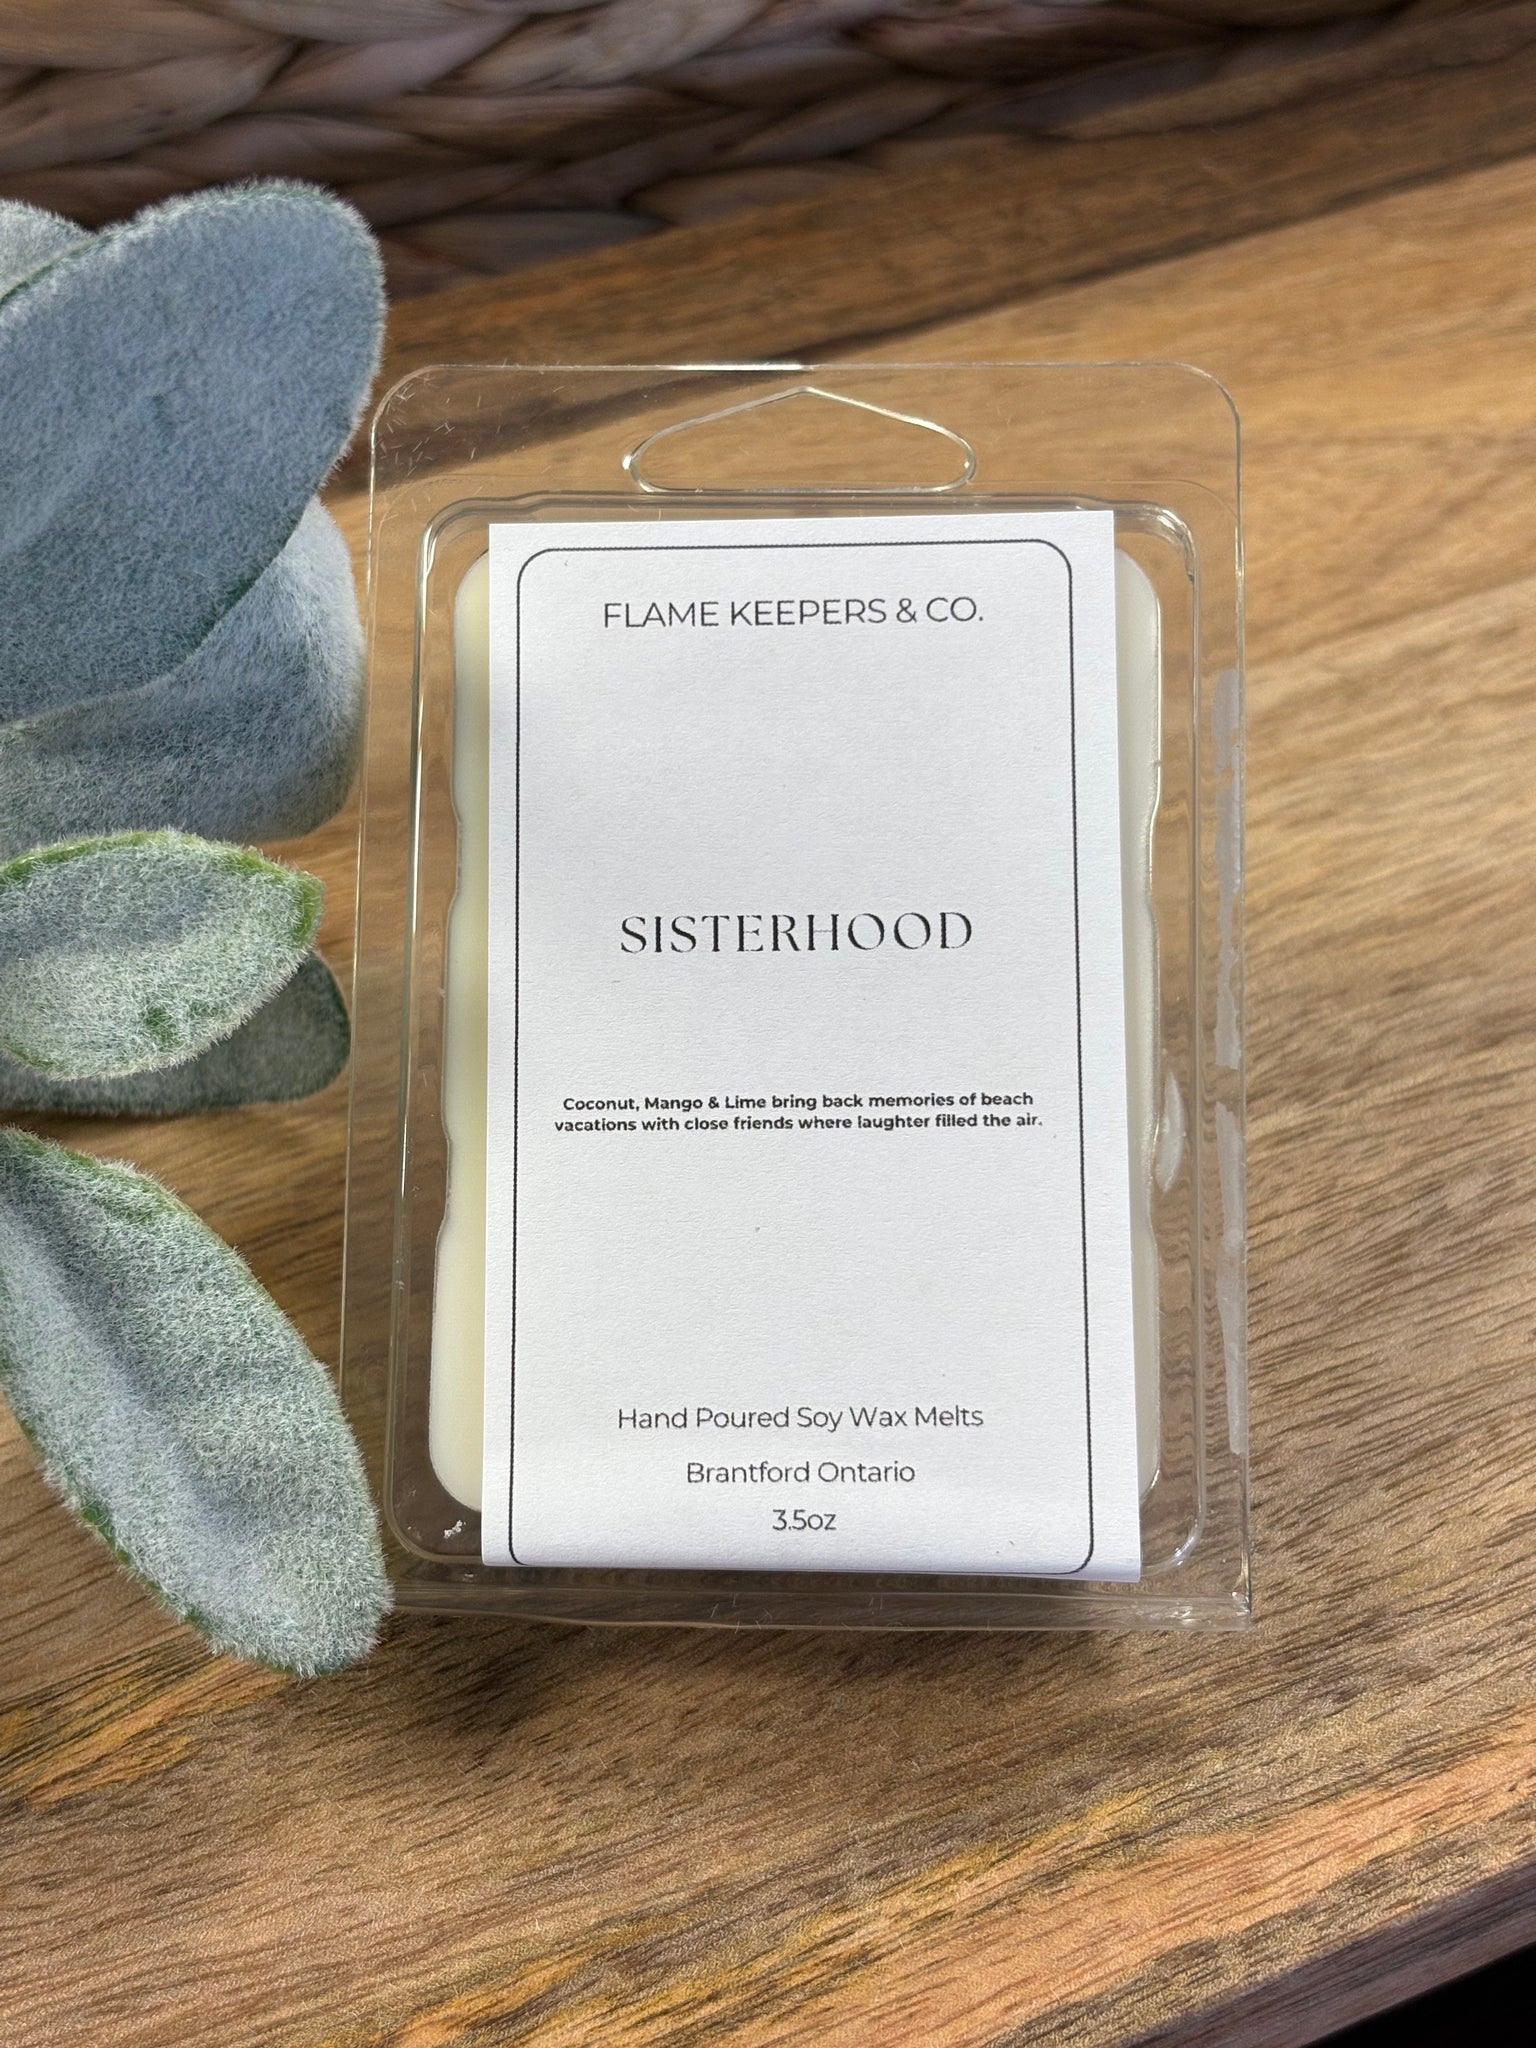 FLAME KEEPERS & CO.
SISTERHOOD
Coconut, Mango & Lime bring back memories of beach
vacations with close friends where laughter filled the air.
Hand Poured Soy Wax Melts
Brantford Ontario
3.5oz